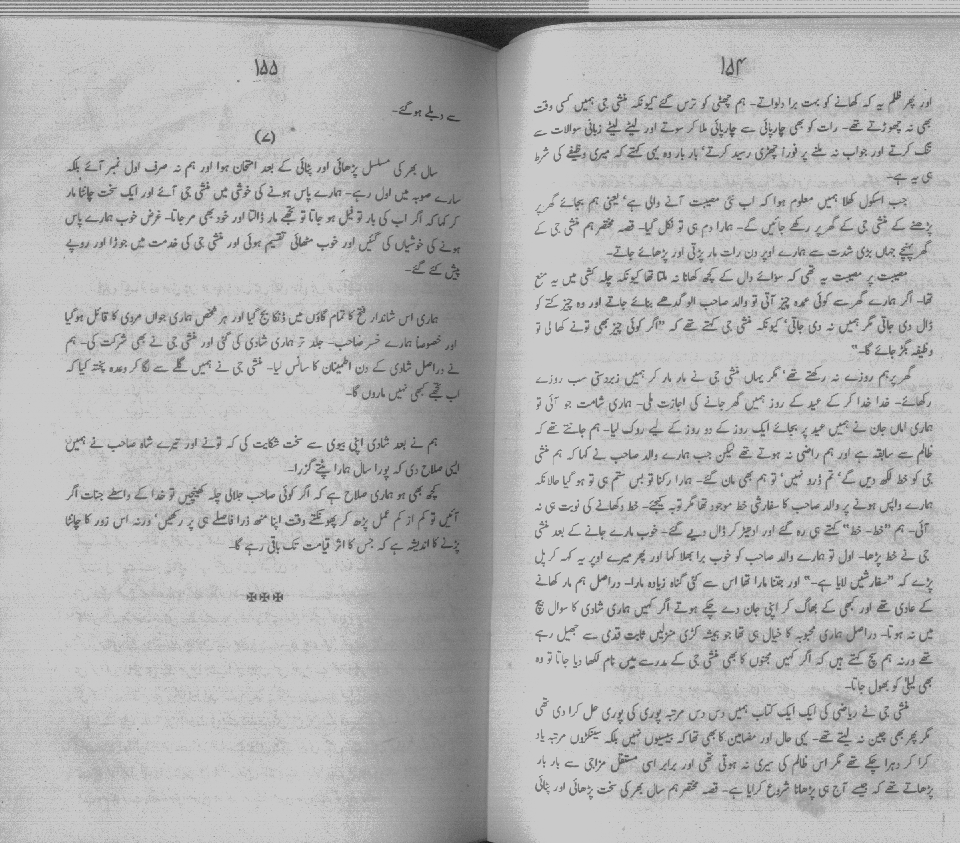 ۱۵۴
اور پھر ظلم یہ کہ کھانے کو بہت برا دلواتے۔ ہم چھٹی کو ترس گئے کیونکہ منشی جی ہمیں کسی وقت
بھی نہ چھوڑتے تھے۔ رات کو بھی چارپائی سے چارپائی ملا کر سوتے اور لیٹے لیٹے زبانی سوالات سے
تنگ کرتے اور جواب نہ ملنے پر فورا چھڑی رسید کرتے' بار بار وہ یہی کہتے کہ میری وظیفے کی شرط
ہی یہ ہے۔
جب اسکول کھلا ہمیں معلوم ہوا کہ اب نئی مصیبت آنے والی ہے' یعنی ہم بجائے گھر پر
پڑھنے کے منشی جی کے گھر پر رکھے جائیں گے۔ ہمارا دم ہی تو نکل گیا۔ قصہ مختصر ہم منشی جی کے
گھر پہنچے جہاں بڑی شدت سے ہمارے اوپر دن رات مار پڑتی اور پڑھائے جاتے۔
مصیبت پر مصیبت یہ تھی کہ سوائے دال کے کچھ کھانا نہ ملتا تھا کیونکہ چلہ کشی میں یہ منع
تھا۔ اگر ہمارے گھر سے کوئی عمدہ چیز آتی تو والد صاحب الو گدھے بنائے جاتے اور وہ چیز کتے کو
ڈال دی جاتی مگر ہمیں نہ دی جاتی' کیونکہ منشی جی کہتے تھے کہ "اگر کوئی چیز بھی تونے کھا لی تو
وظیفہ بگڑ جائے گا۔"
گھر پر ہم روزے نہ رکھتے تھے' مگر یہاں منشی جی نے مار مار کر ہمیں زبردستی سب روزے
رکھائے۔ خدا خدا کر کے عید کے روز ہمیں گھر جانے کی اجازت ملی۔ ہماری شامت جو آئی تو
ہماری اماں جان نے ہمیں عید پر بجائے ایک روز کے دو روز کے لیے روک لیا۔ ہم جانتے تھے کہ
ظالم سے سابقہ ہے اور ہم راضی نہ ہوتے تھے لیکن جب ہمارے والد صاحب نے کہا کہ ہم منشی
جی کو خط لکھ دیں گے' تم ڈرو نہیں' تو ہم بھی مان گئے۔ ہمارا رکنا تو بس ستم ہی تو ہو گیا حالانکہ
ہمارے واپس ہونے پر والد صاحب کا سفارشی خط موجود تھا مگر توبہ کیجئے۔ خط دکھانے کی نوبت ہی نہ
آئی۔ ہم "خط۔ خط" کہتے ہی رہ گئے اور ادھیڑ کر ڈال دیے گئے۔ خوب مارے جانے کے بعد منشی
جی نے خط پڑھا۔ اول تو ہمارے والد صاحب کو خوب برا بھلا کہا اور پھر میرے اوپر یہ کہہ کر پل
پڑے کہ "سفارشیں لایا ہے۔" اور جتنا مارا تھا اس سے کئی گناہ زیادہ مارا۔ دراصل ہم مار کھانے
کے عادی تھے اور کبھی کے بھاگ کر اپنی جان دے چکے ہوتے اگر کہیں ہماری شادی کا سوال بیچ
میں نہ ہوتا۔ دراصل ہماری محبوبہ کا خیال ہی تھا جو ہمیشہ کڑی منزلیں ثابت قدمی سے جھیل رہے
تھے ورنہ ہم سچ کہتے ہیں کہ اگر کہیں مجنوں کا بھی منشی جی کے مدرسے میں نام لکھا دیا جاتا تو وہ
بھی لیلیٰ کو بھول جاتا۔
منشی جی نے ریاضی کی ایک ایک کتاب ہمیں دس دس مرتبہ پوری کی پوری حل کرا دی تھی
مگر پھر بھی چین نہ لیتے تھے۔ یہی حال اور مضامین کا بھی تھا کہ بیسیوں نہیں بلکہ سینکڑوں مرتبہ یاد
کرا کر دہرا چکے تھے مگر اس ظالم کی سیری نہ ہوتی تھی اور برابر اسی مستقل مزاجی سے بار بار
پڑھاتے تھے کہ جیسے آج ہی پڑھانا شروع کرایا ہے۔ قصہ مختصر ہم سال بھر کی سخت پڑھائی اور پٹائی
۱۵۵
سے دبلے ہو گئے۔
(۷)
سال بھر کی مسلسل پڑھائی اور پٹائی کے بعد امتحان ہوا اور ہم نہ صرف اول نمبر آئے بلکہ
سارے صوبہ میں اول رہے۔ ہمارے پاس ہونے کی خوشی میں منشی جی آئے اور ایک سخت چانٹا مار
کر کہا کہ اگر اب کی بار تو فیل ہو جاتا تو تجھے مار ڈالتا اور خود بھی مر جاتا۔ غرض خوب ہمارے پاس
ہونے کی خوشیاں کی گئیں اور خوب مٹھائی تقسیم ہوئی اور منشی جی کی خدمت میں جوڑا اور روپے
پیش کئے گئے۔
ہماری اس شاندار فتح کا تمام گاؤں میں ڈنکا بج گیا اور ہر شخص ہماری جواں مردی کا قائل ہو گیا
اور خصوصاً ہمارے خسر صاحب۔ جلد تر ہماری شادی کی گئی اور منشی جی نے بھی شرکت کی۔ ہم
نے دراصل شادی کے دن اطمینان کا سانس لیا۔ منشی جی نے ہمیں گلے سے لگا کر وعدہ پختہ کیا کہ
اب تجھے کبھی نہیں ماروں گا۔
ہم نے بعد شادی اپنی بیوی سے سخت شکایت کی کہ تونے اور تیرے شاہ صاحب نے ہمیں
ایسی صلاح دی کہ پورا سال ہمارا پٹتے گزرا۔
کچھ بھی ہو ہماری صلاح ہے کہ اگر کوئی صاحب جلالی چلہ کھینچیں تو خدا کے واسطے جنات اگر
آئیں تو کم از کم عمل پڑھ کر پھونکتے وقت اپنا منھ ذرا فاصلے ہی پر رکھیں' ورنہ اس زور کا چانٹا
پڑنے کا اندیشہ ہے کہ جس کا اثر قیامت تک باقی رہے گا۔
✠✠✠